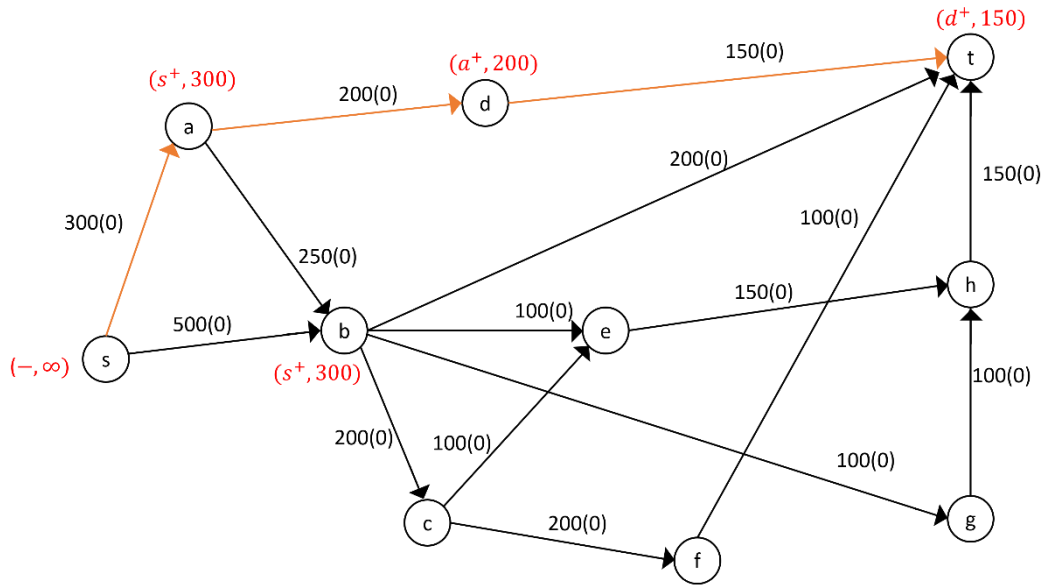 (d⁺, 150)
t
150(0)
(a⁺, 200)
(s⁺, 300)
200(0)
d
a
200(0)
150(0)
300(0)
100(0)
250(0)
h
150(0)
100(0)
500(0)
b
e
s
(−, ∞)
(s⁺, 300)
100(0)
200(0)
100(0)
100(0)
c
200(0)
g
f